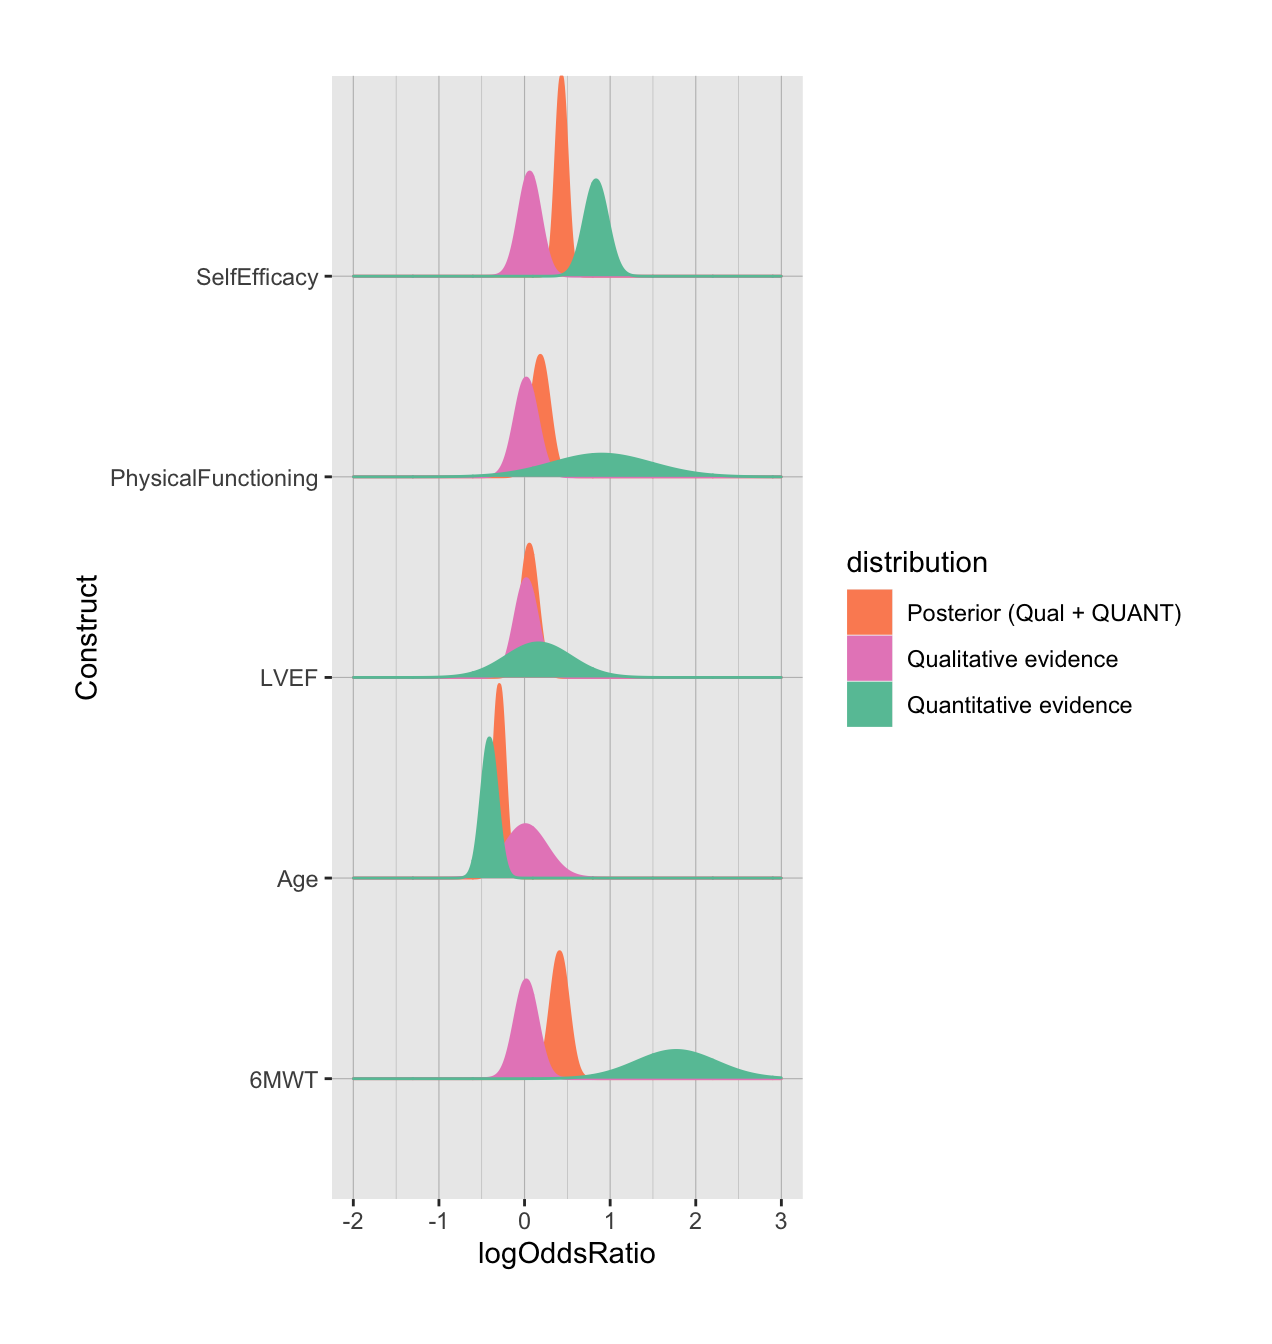 SelfEfficacy
PhysicalFunctioning
LVEF
Age
6MWT
Construct
-2 -1 0 1 2 3
logOddsRatio
distribution
Posterior (Qual + QUANT)
Qualitative evidence
Quantitative evidence